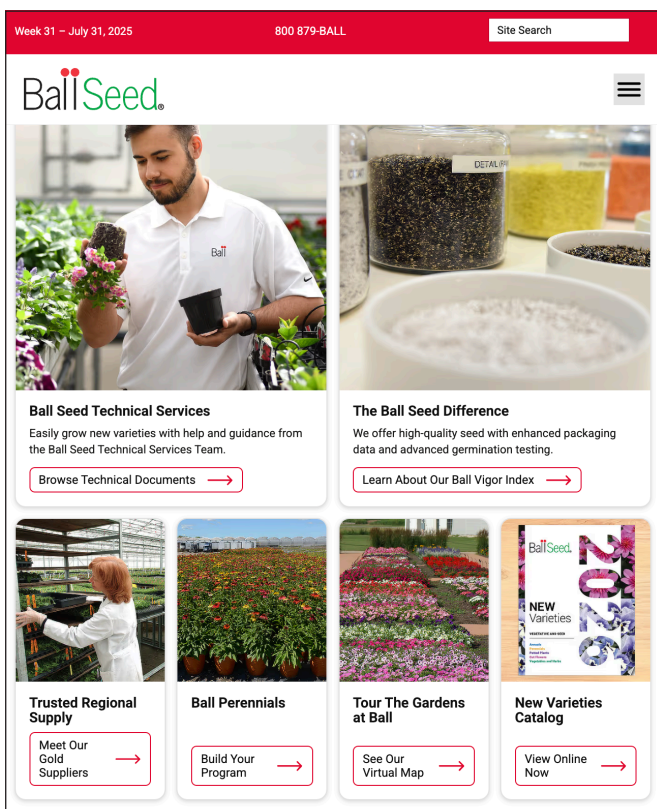 Week 31 – July 31, 2025
800 879-BALL
Site Search
Ball Seed®
Ball
DETAIL
Ball Seed Technical Services
Easily grow new varieties with help and guidance from
the Ball Seed Technical Services Team.
Browse Technical Documents
The Ball Seed Difference
We offer high-quality seed with enhanced packaging
data and advanced germination testing.
Learn About Our Ball Vigor Index
BallSeed.
2026
NEW
Varieties
VEGETATIVE AND SEED
Trusted Regional
Supply
Meet Our
Gold
Suppliers
Ball Perennials
Build Your
Program
Tour The Gardens
at Ball
See Our
Virtual Map
New Varieties
Catalog
View Online
Now